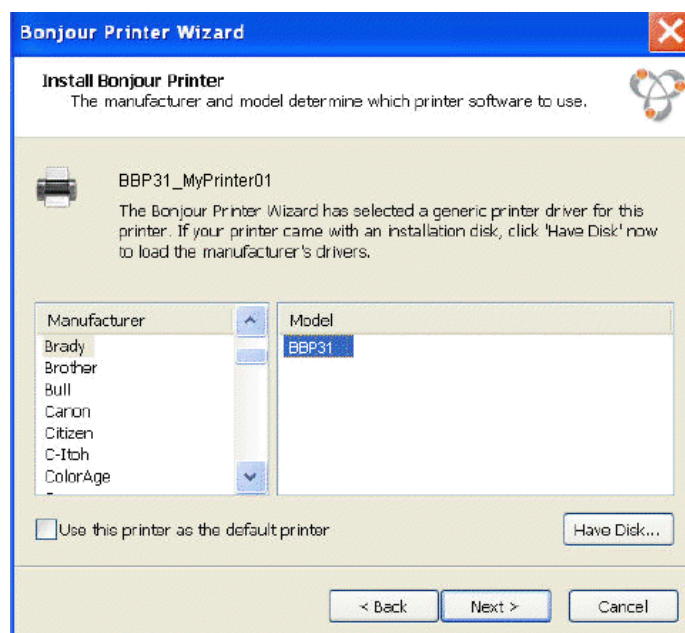 Bonjour Printer Wizard
Install Bonjour Printer
The manufacturer and model determine which printer software to use.
BBP31_MyPrinter01
The Bonjour Printer Wizard has selected a generic printer driver for this
printer. If your printer came with an installation disk, click 'Have Disk' now
to load the manufacturer's drivers.
Manufacturer
Brady
Brother
Bull
Canon
Citizen
C-Itoh
ColorAge
Model
BBP31
Use this printer as the default printer
Have Disk...
< Back
Next >
Cancel